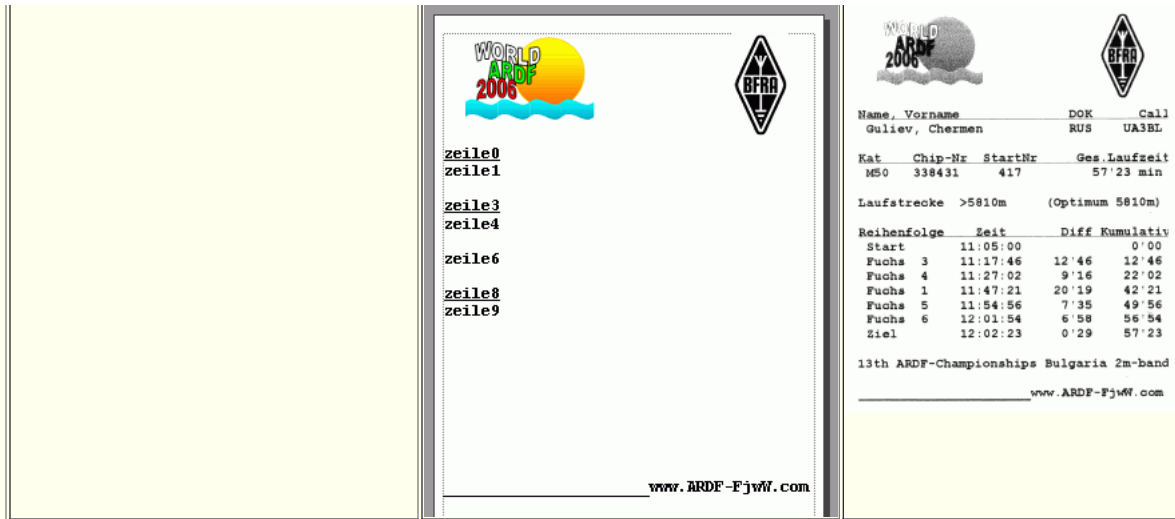 WORLD
ARDF
2006
BFRA
zeile0
zeile1
zeile3
zeile4
zeile6
zeile8
zeile9
www.ARDF-FjwW.com
WORLD
ARDF
2006
BFRA
Name, Vorname DOK Call
Guliev, Chermen RUS UA3BL
Kat Chip-Nr StartNr Ges.Laufzeit
M50 338431 417 57'23 min
Laufstrecke >5810m (Optimum 5810m)
Reihenfolge Zeit Diff Kumulativ
Start 11:05:00 0'00
Fuchs 3 11:17:46 12'46 12'46
Fuchs 4 11:27:02 9'16 22'02
Fuchs 1 11:47:21 20'19 42'21
Fuchs 5 11:54:56 7'35 49'56
Fuchs 6 12:01:54 6'58 56'54
Ziel 12:02:23 0'29 57'23
13th ARDF-Championships Bulgaria 2m-band
www.ARDF-FjwW.com